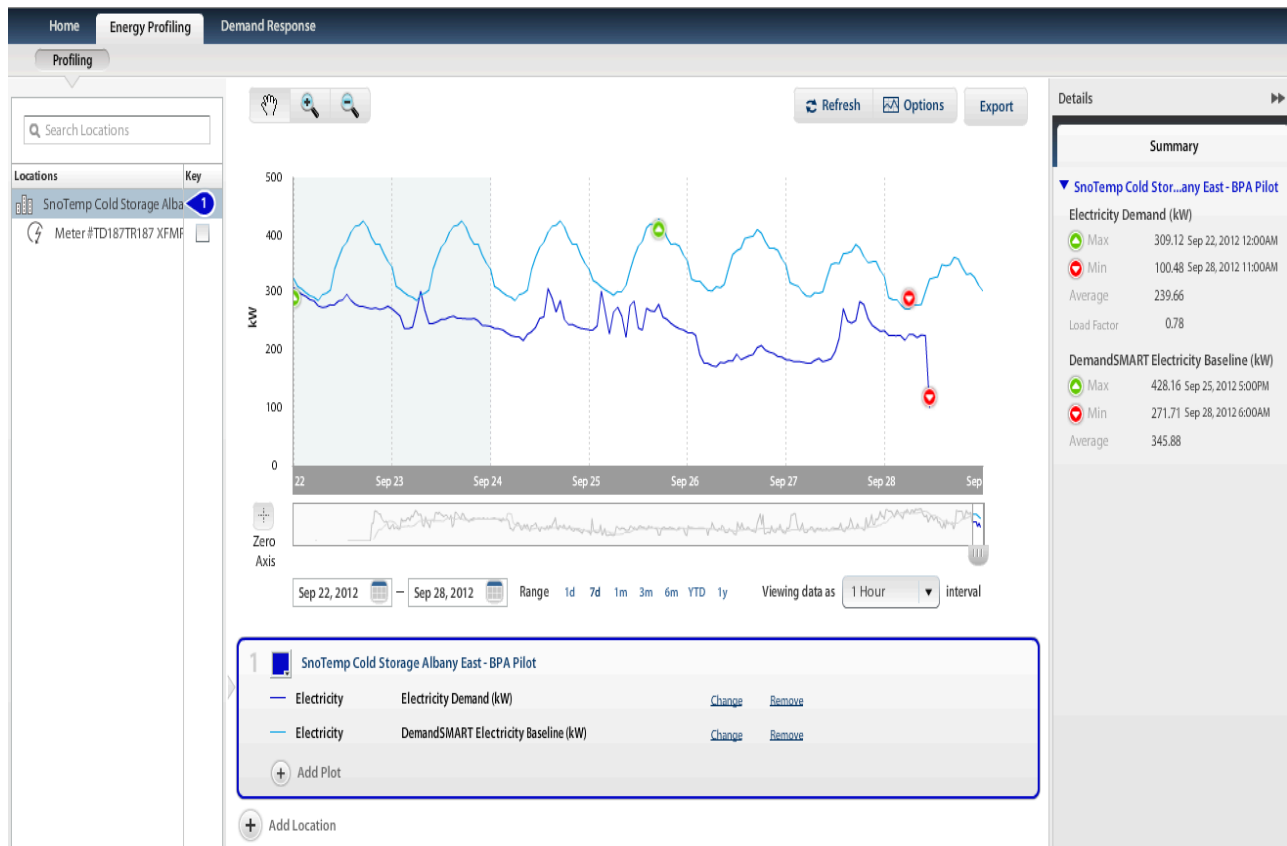 Home Energy Profiling Demand Response
Profiling
Search Locations
Locations Key
SnoTemp Cold Storage Alba 1
Meter #TD187TR187 XFMF
Refresh Options Export
kW
500
400
300
200
100
0
22 Sep 23 Sep 24 Sep 25 Sep 26 Sep 27 Sep 28 Sep
Zero
Axis
Sep 22, 2012 – Sep 28, 2012 Range 1d 7d 1m 3m 6m YTD 1y Viewing data as 1 Hour interval
1 SnoTemp Cold Storage Albany East - BPA Pilot
Electricity Electricity Demand (kW) Change Remove
Electricity DemandSMART Electricity Baseline (kW) Change Remove
Add Plot
Add Location
Details
Summary
SnoTemp Cold Stor...any East - BPA Pilot
Electricity Demand (kW)
Max 309.12 Sep 22, 2012 12:00AM
Min 100.48 Sep 28, 2012 11:00AM
Average 239.66
Load Factor 0.78
DemandSMART Electricity Baseline (kW)
Max 428.16 Sep 25, 2012 5:00PM
Min 271.71 Sep 28, 2012 6:00AM
Average 345.88